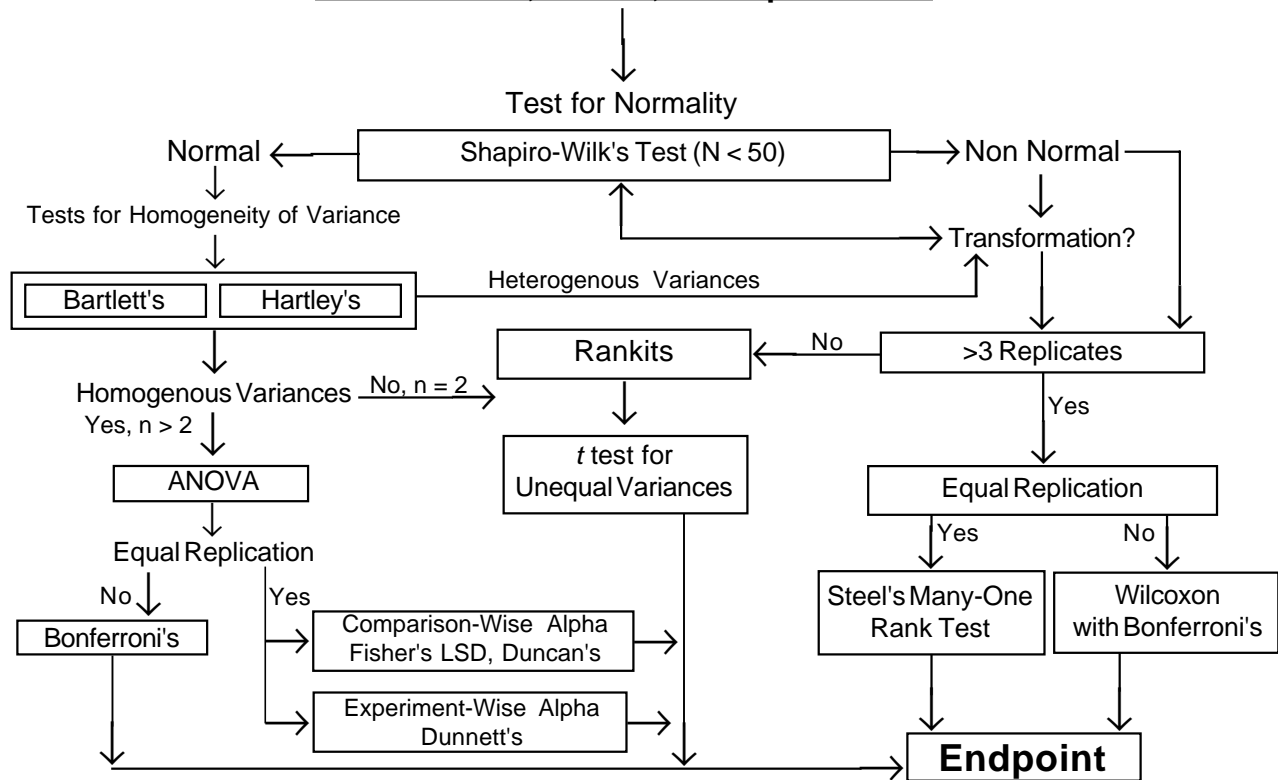 Test for Normality
Normal
Shapiro-Wilk's Test (N < 50)
Non Normal
Tests for Homogeneity of Variance
Transformation?
Heterogenous Variances
Bartlett's
Hartley's
Rankits
No
>3 Replicates
Homogenous Variances
No, n = 2
Yes, n > 2
Yes
t test for
Unequal Variances
ANOVA
Equal Replication
Equal Replication
Yes
No
No
Yes
Steel's Many-One
Rank Test
Wilcoxon
with Bonferroni's
Bonferroni's
Comparison-Wise Alpha
Fisher's LSD, Duncan's
Experiment-Wise Alpha
Dunnett's
Endpoint